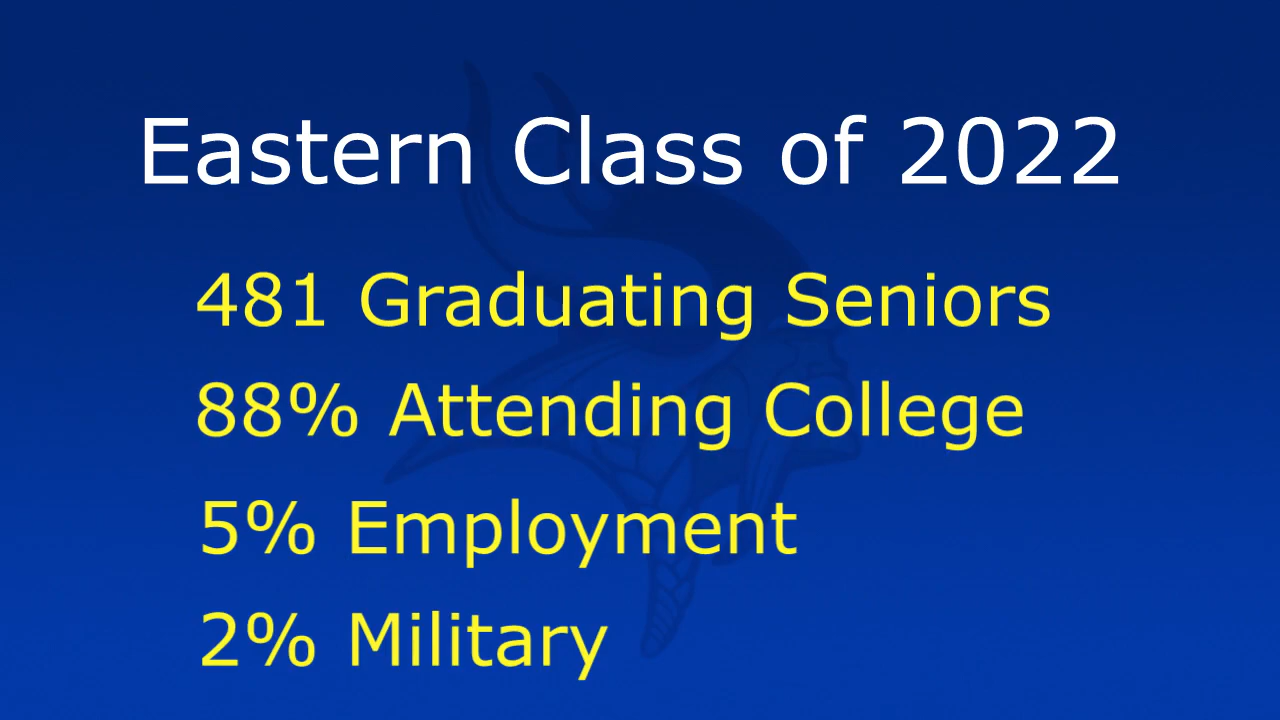 Eastern Class of 2022
481 Graduating Seniors
88% Attending College
5% Employment
2% Military